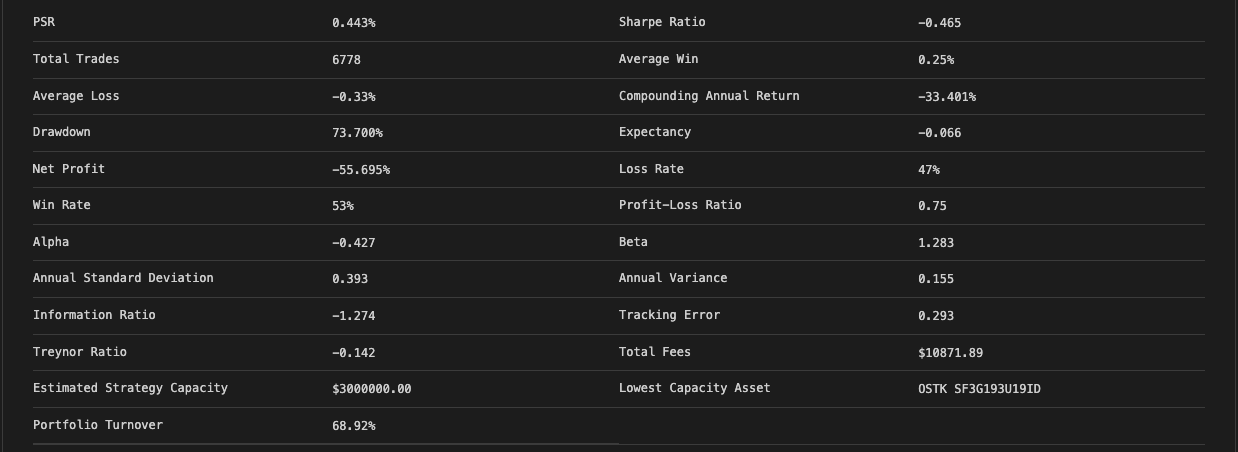 PSR 0.443% Sharpe Ratio -0.465
Total Trades 6778 Average Win 0.25%
Average Loss -0.33% Compounding Annual Return -33.401%
Drawdown 73.700% Expectancy -0.066
Net Profit -55.695% Loss Rate 47%
Win Rate 53% Profit-Loss Ratio 0.75
Alpha -0.427 Beta 1.283
Annual Standard Deviation 0.393 Annual Variance 0.155
Information Ratio -1.274 Tracking Error 0.293
Treynor Ratio -0.142 Total Fees $10871.89
Estimated Strategy Capacity $3000000.00 Lowest Capacity Asset OSTK SF3G193U19ID
Portfolio Turnover 68.92%